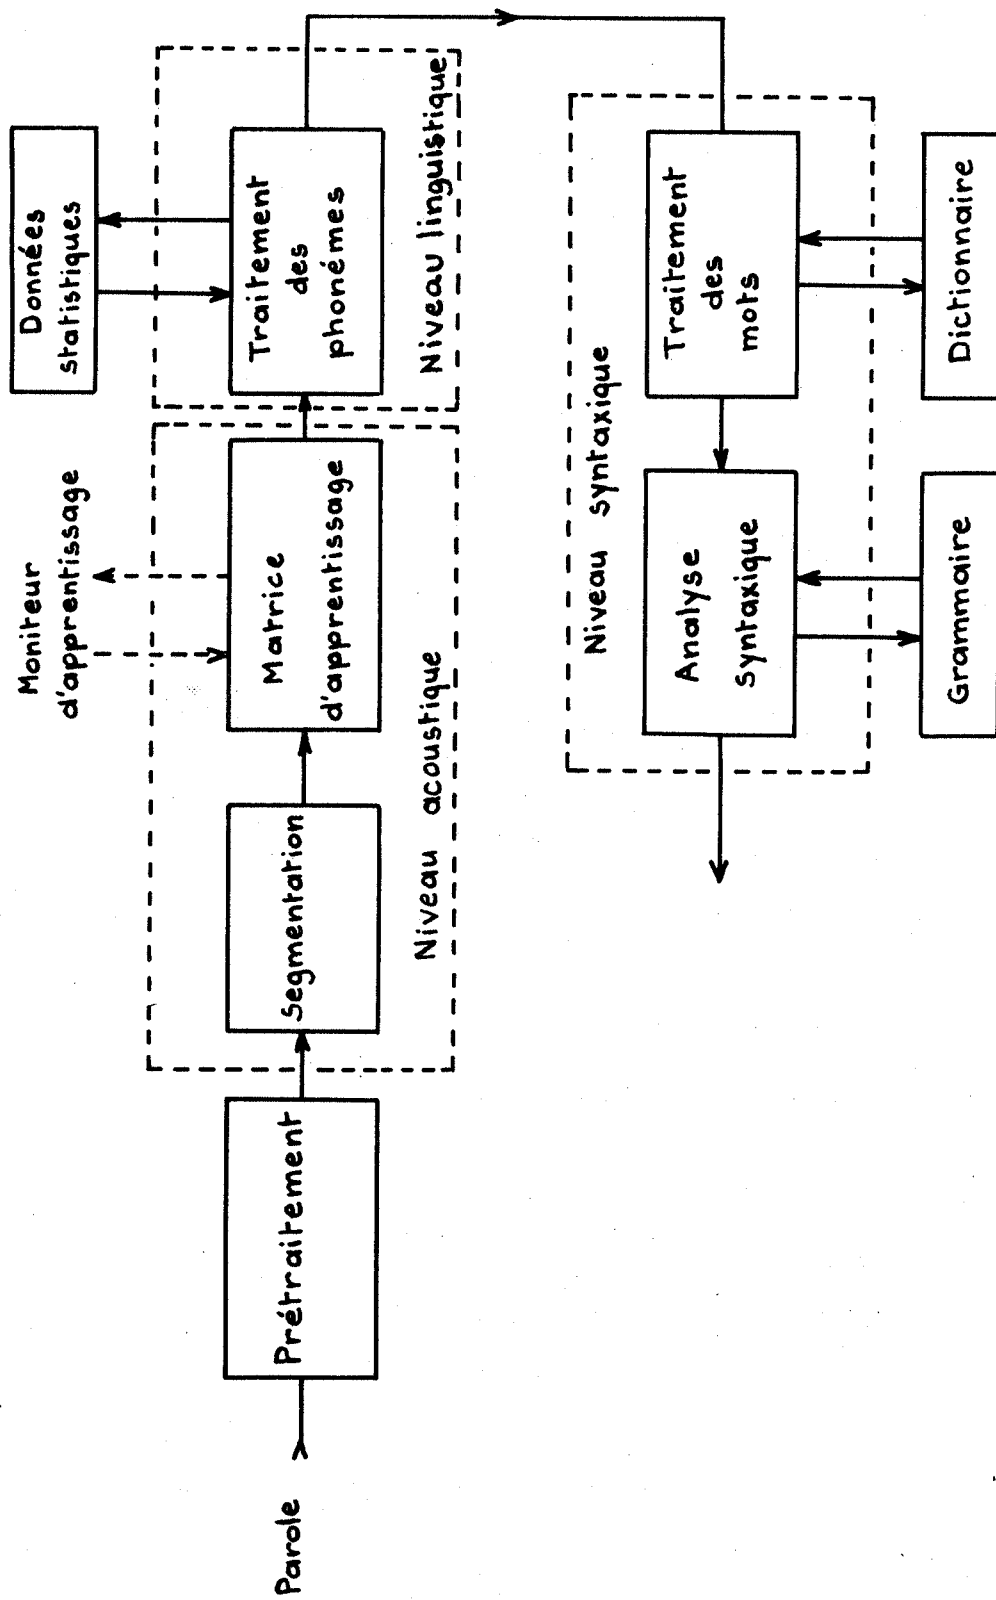 Parole
Prétraitement
Segmentation
Matrice
d'apprentissage
Niveau acoustique
Moniteur
d'apprentissage
Traitement
des
phonémes
Niveau linguistique
Données
statistiques
Traitement
des
mots
Dictionnaire
Niveau syntaxique
Analyse
Syntaxique
Grammaire